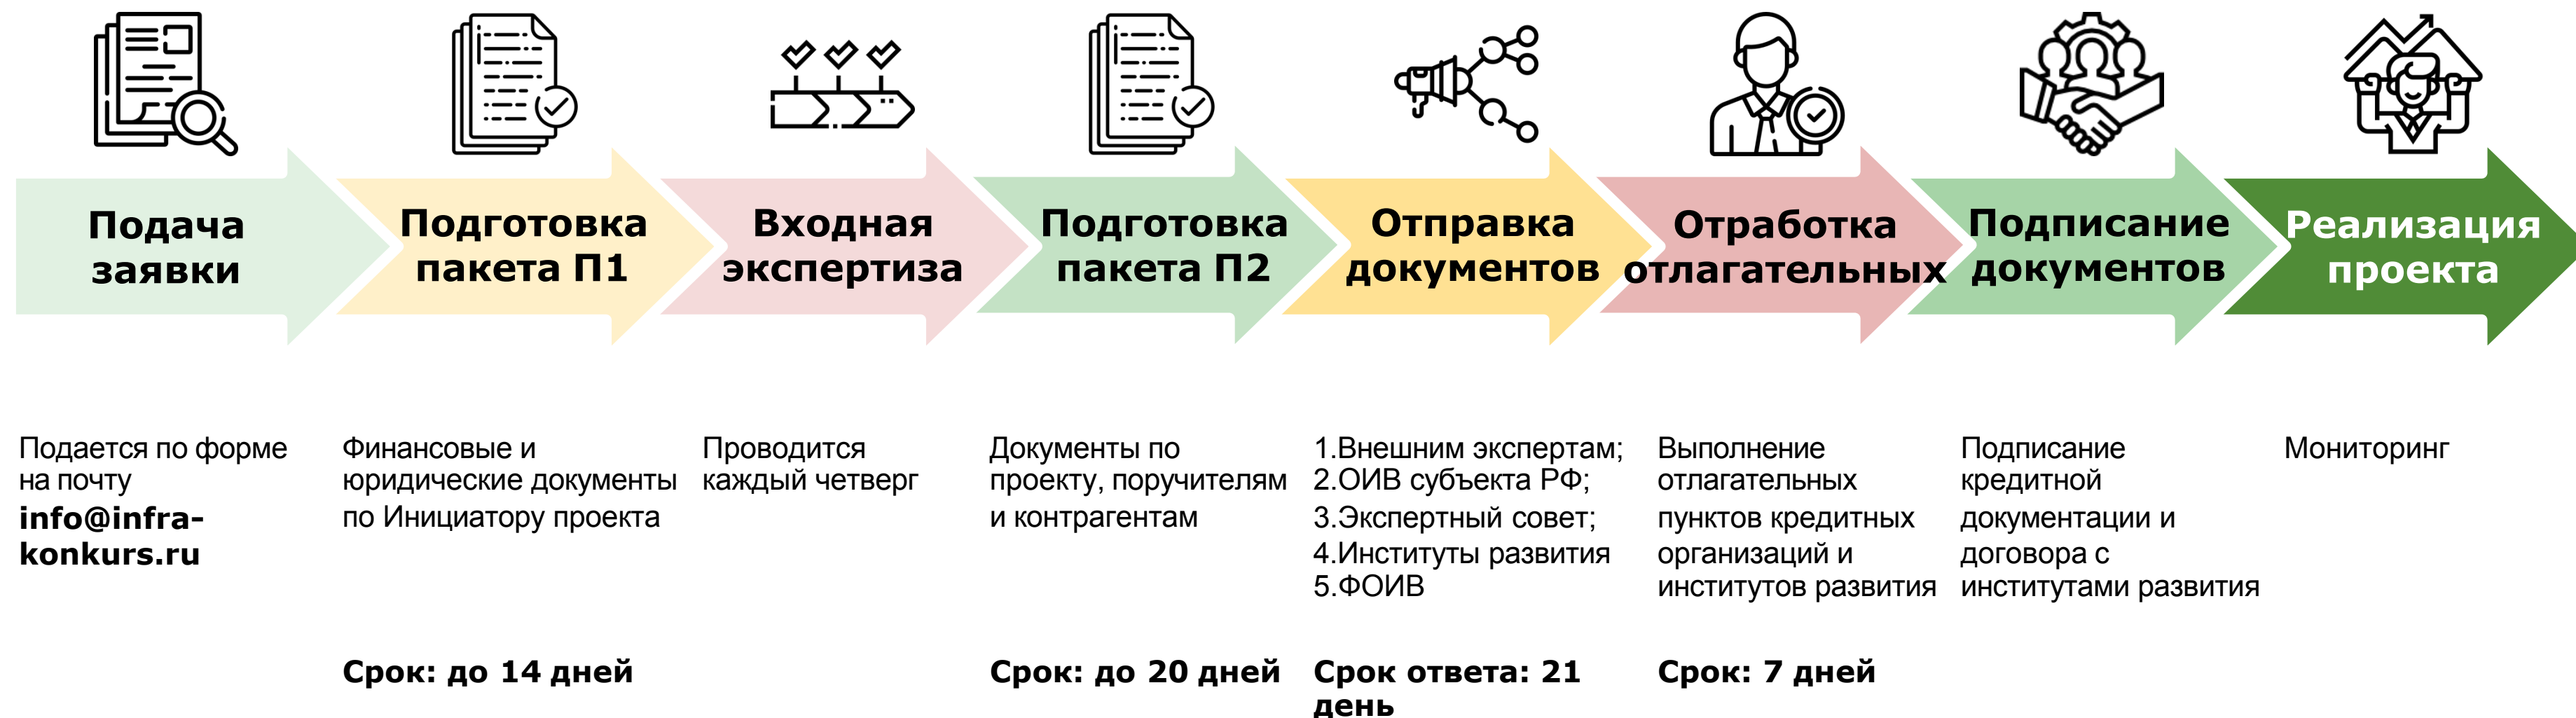 Подача
заявки
Подготовка
пакета П1
Входная
экспертиза
Подготовка
пакета П2
Отправка
документов
Отработка
отлагательных
Подписание
документов
Реализация
проекта
Подается по форме
на почту
info@infra-
konkurs.ru
Финансовые и
юридические документы
по Инициатору проекта
Срок: до 14 дней
Проводится
каждый четверг
Документы по
проекту, поручителям
и контрагентам
Срок: до 20 дней
1.Внешним экспертам;
2.ОИВ субъекта РФ;
3.Экспертный совет;
4.Институты развития
5.ФОИВ
Срок ответа: 21
день
Выполнение
отлагательных
пунктов кредитных
организаций и
институтов развития
Срок: 7 дней
Подписание
кредитной
документации и
договора с
институтами развития
Мониторинг